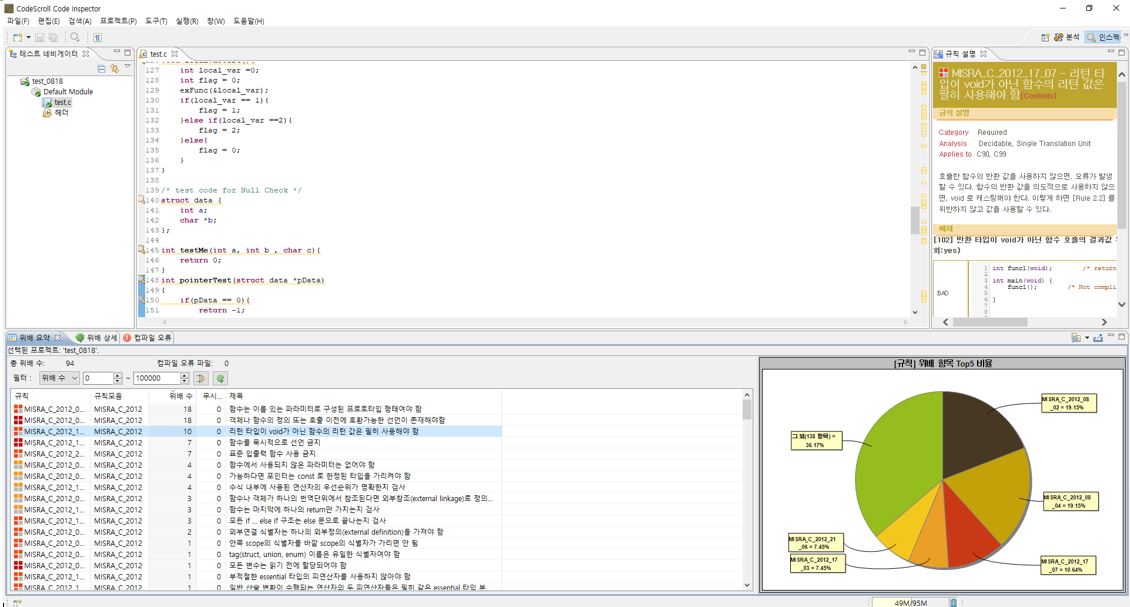 CodeScroll Code Inspector
파일(F) 편집(E) 검색(A) 프로젝트(P) 도구(T) 실행(R) 창(W) 도움말(H)
분석 인스펙
테스트 네비게이터
test_0818
Default Module
test.c
헤더
test.c
127 int local_var =0;
128 int flag = 0;
129 exFunc(&local_var);
130 if(local_var == 1){
131 flag = 1;
132 }else if(local_var ==2){
133 flag = 2;
134 }else{
135 flag = 0;
136 }
137 }
138
139 /* test code for Null Check */
140 struct data {
141 int a;
142 char *b;
143 };
144
145 int testMe(int a, int b , char c){
146 return 0;
147 }
148 int pointerTest(struct data *pData)
149 {
150 if(pData == 0){
151 return -1;
규칙 설명
MISRA_C_2012_17_07 - 리턴 타
입이 void가 아닌 함수의 리턴 값은
필히 사용해야 함[Contents]
규칙 설명
Category Required
Analysis Decidable, Single Translation Unit
Applies to C90, C99
호출한 함수의 반환 값을 사용하지 않으면, 오류가 발생
할 수 있다. 함수의 반환 값을 의도적으로 사용하지 않으
면, void 로 캐스팅해야 한다. 이렇게 하면 [Rule 2.2] 를
위반하지 않고 값을 사용할 수 있다.
예제
[102] 반환 타입이 void가 아닌 함수 호출의 결과값
외:yes)
BAD
1 int func1(void); /* return
2
3 int main(void) {
4 func1(); /* Not compli
5
6 }
7
8
위배 요약 위배 상세 컴파일 오류
선택된 프로젝트: 'test_0818'.
총 위배 수: 94 컴파일 오류 파일: 0
필터 : 위배 수 0 ~ 100000
규칙 규칙모음 위배 수 무시... 제목
MISRA_C_2012_0... MISRA_C_2012 18 0 함수는 이름 있는 파라미터로 구성된 프로토타입 형태여야 함
MISRA_C_2012_0... MISRA_C_2012 18 0 객체나 함수의 정의 또는 호출 이전에 호환가능한 선언이 존재해야함
MISRA_C_2012_1... MISRA_C_2012 10 0 리턴 타입이 void가 아닌 함수의 리턴 값은 필히 사용해야 함
MISRA_C_2012_1... MISRA_C_2012 7 0 함수를 묵시적으로 선언 금지
MISRA_C_2012_2... MISRA_C_2012 7 0 표준 입출력 함수 사용 금지
MISRA_C_2012_0... MISRA_C_2012 4 0 함수에서 사용되지 않은 파라미터는 없어야 함
MISRA_C_2012_0... MISRA_C_2012 4 0 가능하다면 포인터는 const 로 한정된 타입을 가리켜야 함
MISRA_C_2012_1... MISRA_C_2012 4 0 수식 내부에 사용된 연산자의 우선순위가 명확한지 검사
MISRA_C_2012_0... MISRA_C_2012 3 0 함수나 객체가 하나의 번역단위에서 참조된다면 외부참조(external linkage)로 정의...
MISRA_C_2012_1... MISRA_C_2012 3 0 함수는 마지막에 하나의 return만 가지는지 검사
MISRA_C_2012_1... MISRA_C_2012 3 0 모든 if ... else if 구조는 else 문으로 끝나는지 검사
MISRA_C_2012_0... MISRA_C_2012 2 0 외부연결 식별자는 하나의 외부정의(external definition)을 가져야 함
MISRA_C_2012_0... MISRA_C_2012 1 0 안쪽 scope의 식별자가 바깥 scope의 식별자가 가리면 안 됨
MISRA_C_2012_0... MISRA_C_2012 1 0 tag(struct, union, enum) 이름은 유일한 식별자여야 함
MISRA_C_2012_0... MISRA_C_2012 1 0 모든 변수는 읽기 전에 할당되어야 함
MISRA_C_2012_1... MISRA_C_2012 1 0 부적절한 essential 타입의 피연산자를 사용하지 않아야 함
MISRA_C_2012_1... MISRA_C_2012 1 0 일반 산술 변환이 수행되는 연산자의 두 피연산자들은 필히 같은 essential 타입 부
[규칙] 위배 항목 Top5 비율
MISRA_C_2012_08
_02 = 19.15%
그 외(138 항목) =
36.17%
MISRA_C_2012_08
_04 = 19.15%
MISRA_C_2012_21
_06 = 7.45%
MISRA_C_2012_17
_03 = 7.45%
MISRA_C_2012_17
_07 = 10.64%
49M/95M